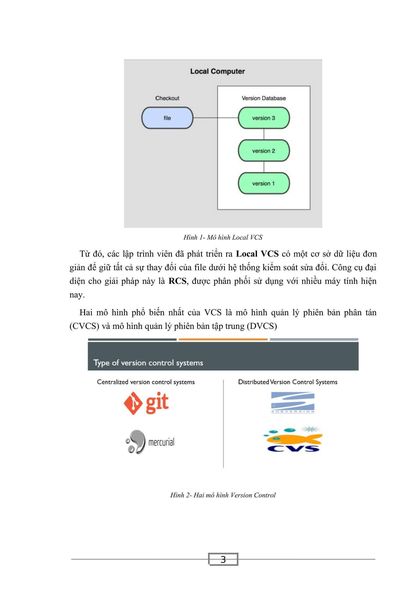 Local Computer
Checkout
Version Database
file
version 3
version 2
version 1
Hình 1- Mô hình Local VCS
Từ đó, các lập trình viên đã phát triển ra Local VCS có một cơ sở dữ liệu đơn
giản để giữ tất cả sự thay đổi của file dưới hệ thống kiểm soát sửa đổi. Công cụ đại
diện cho giải pháp này là RCS, được phân phối sử dụng với nhiều máy tính hiện
nay.
Hai mô hình phổ biến nhất của VCS là mô hình quản lý phiên bản phân tán
(CVCS) và mô hình quản lý phiên bản tập trung (DVCS)
Type of version control systems
Centralized version control systems
Distributed Version Control Systems
git
SUBVERSION
mercurial
CVS
Hình 2- Hai mô hình Version Control
3